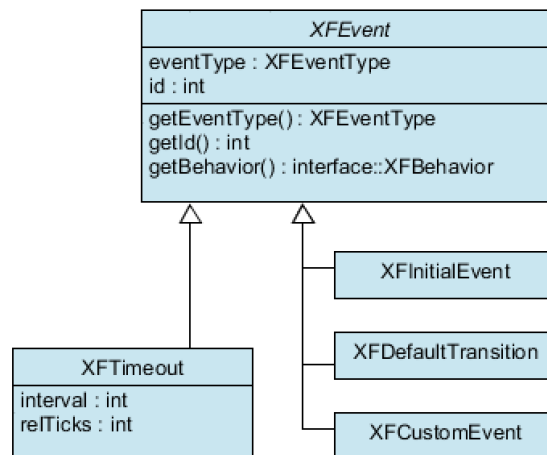 XFEvent
eventType : XFEventType
id : int
getEventType() : XFEventType
getId() : int
getBehavior() : interface::XFBehavior
XFInitialEvent
XFDefaultTransition
XFTimeout
interval : int
relTicks : int
XFCustomEvent